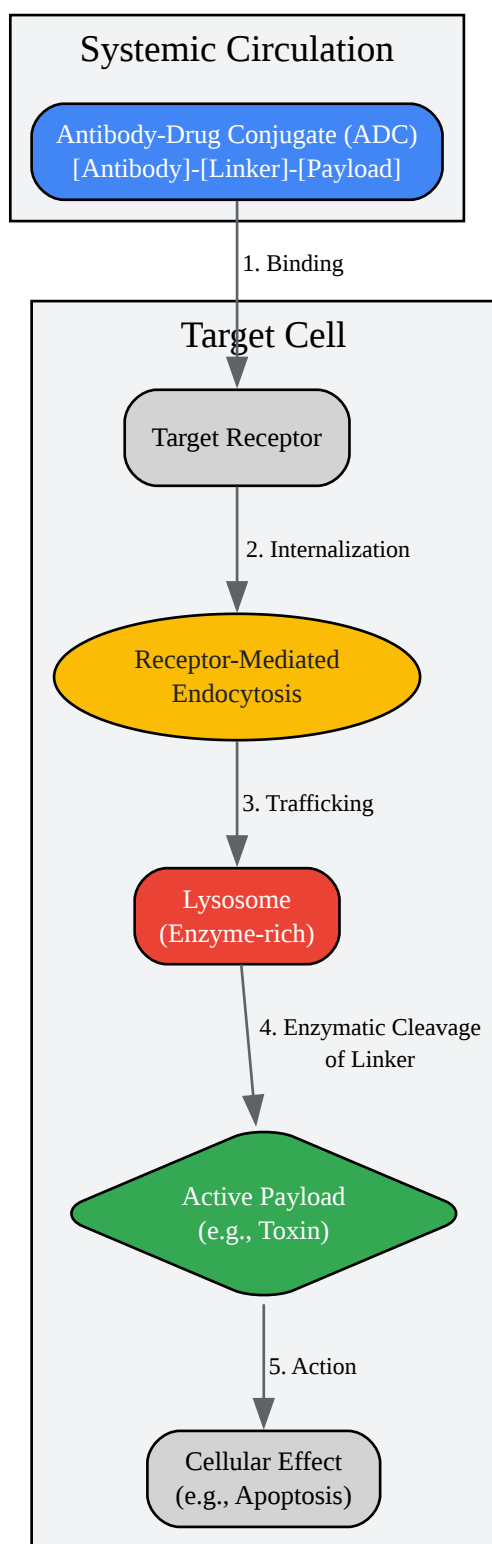 Systemic Circulation
Antibody-Drug Conjugate (ADC)
[Antibody]-[Linker]-[Payload]
1. Binding
Target Cell
Target Receptor
2. Internalization
Receptor-Mediated
Endocytosis
3. Trafficking
Lysosome
(Enzyme-rich)
4. Enzymatic Cleavage
of Linker
Active Payload
(e.g., Toxin)
5. Action
Cellular Effect
(e.g., Apoptosis)